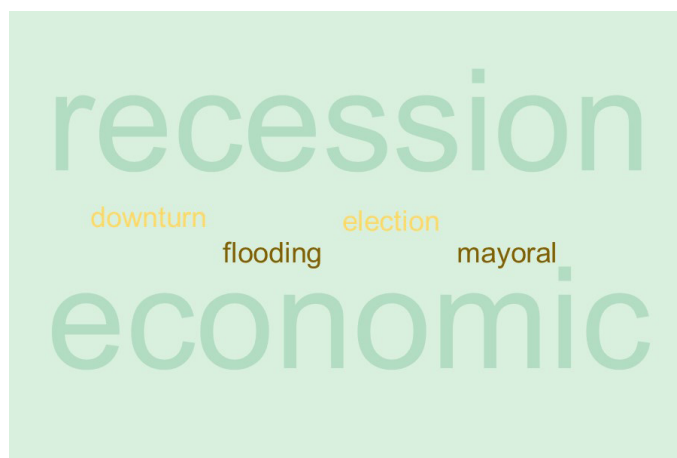 recession
downturn election
flooding mayoral
economic